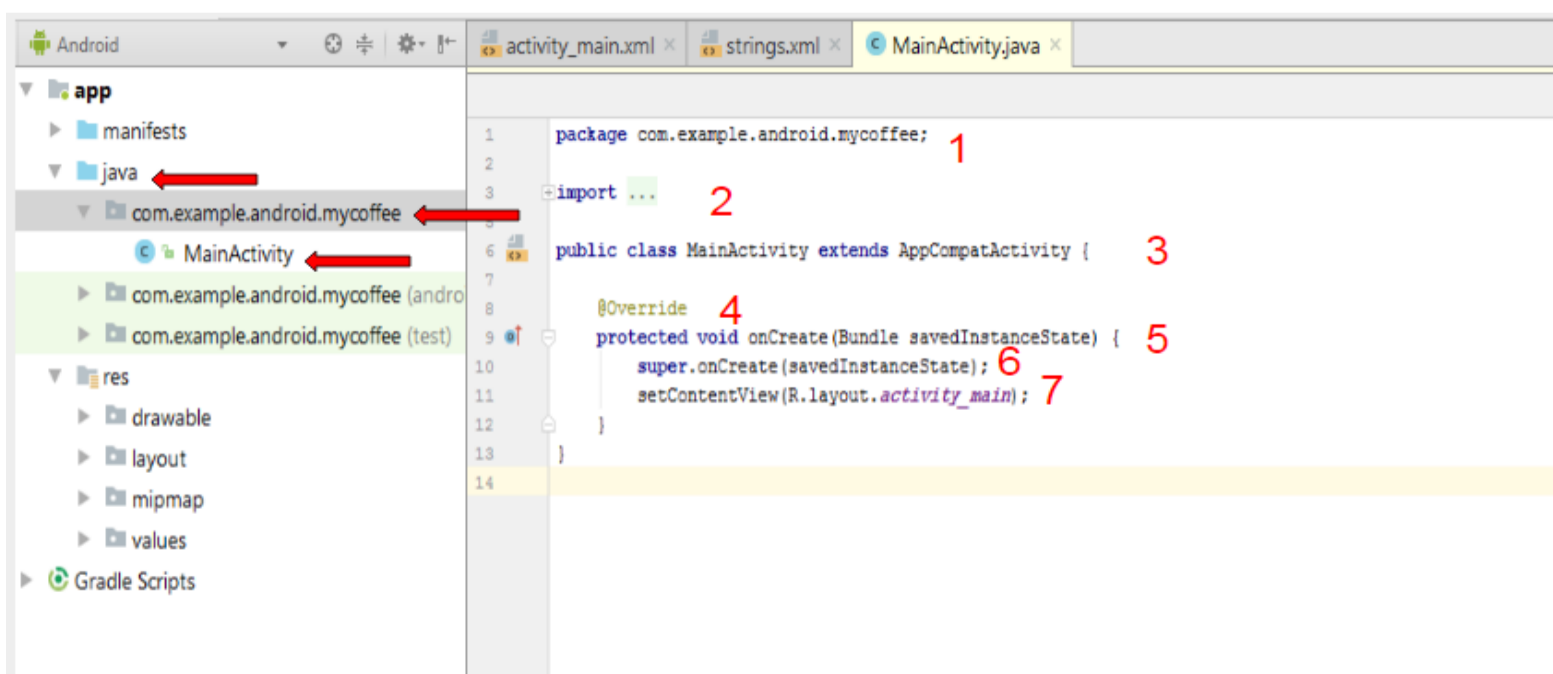 Android
app
manifests
java
com.example.android.mycoffee
MainActivity
com.example.android.mycoffee (andro
com.example.android.mycoffee (test)
res
drawable
layout
mipmap
values
Gradle Scripts
activity_main.xml strings.xml MainActivity.java
1 package com.example.android.mycoffee; 1
2
3 import ... 2
5
6 public class MainActivity extends AppCompatActivity { 3
7
8 @Override 4
9 protected void onCreate(Bundle savedInstanceState) { 5
10 super.onCreate(savedInstanceState); 6
11 setContentView(R.layout.activity_main); 7
12 }
13 }
14